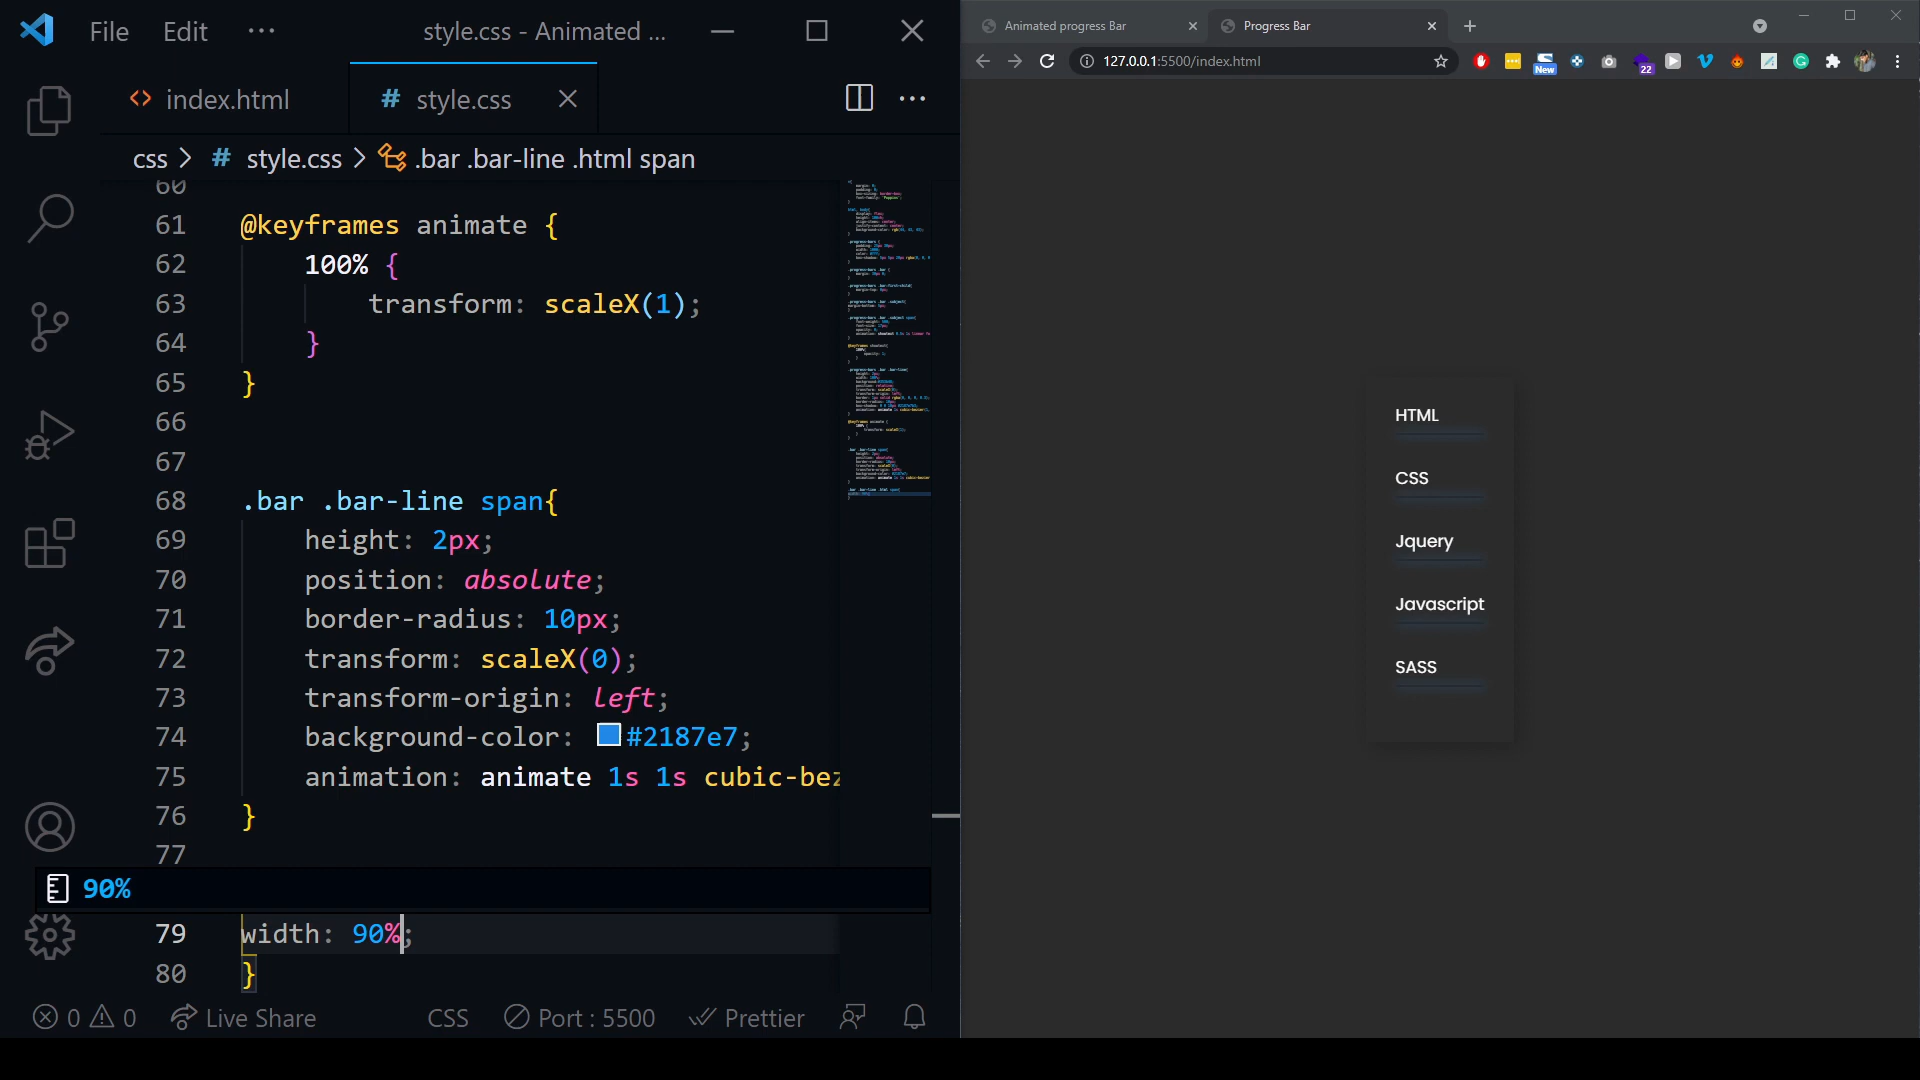 File Edit ··· style.css - Animated ...
index.html
# style.css
css > # style.css > .bar .bar-line .html span
60
61 @keyframes animate {
62 100% {
63 transform: scaleX(1);
64 }
65 }
66
67
68 .bar .bar-line span{
69 height: 2px;
70 position: absolute;
71 border-radius: 10px;
72 transform: scaleX(0);
73 transform-origin: left;
74 background-color: #2187e7;
75 animation: animate 1s 1s cubic-bez
76 }
77
90%
79 width: 90%;
80 }
0 0 Live Share CSS Port : 5500 Prettier
Animated progress Bar
Progress Bar
127.0.0.1:5500/index.html
New
22
HTML
CSS
Jquery
Javascript
SASS